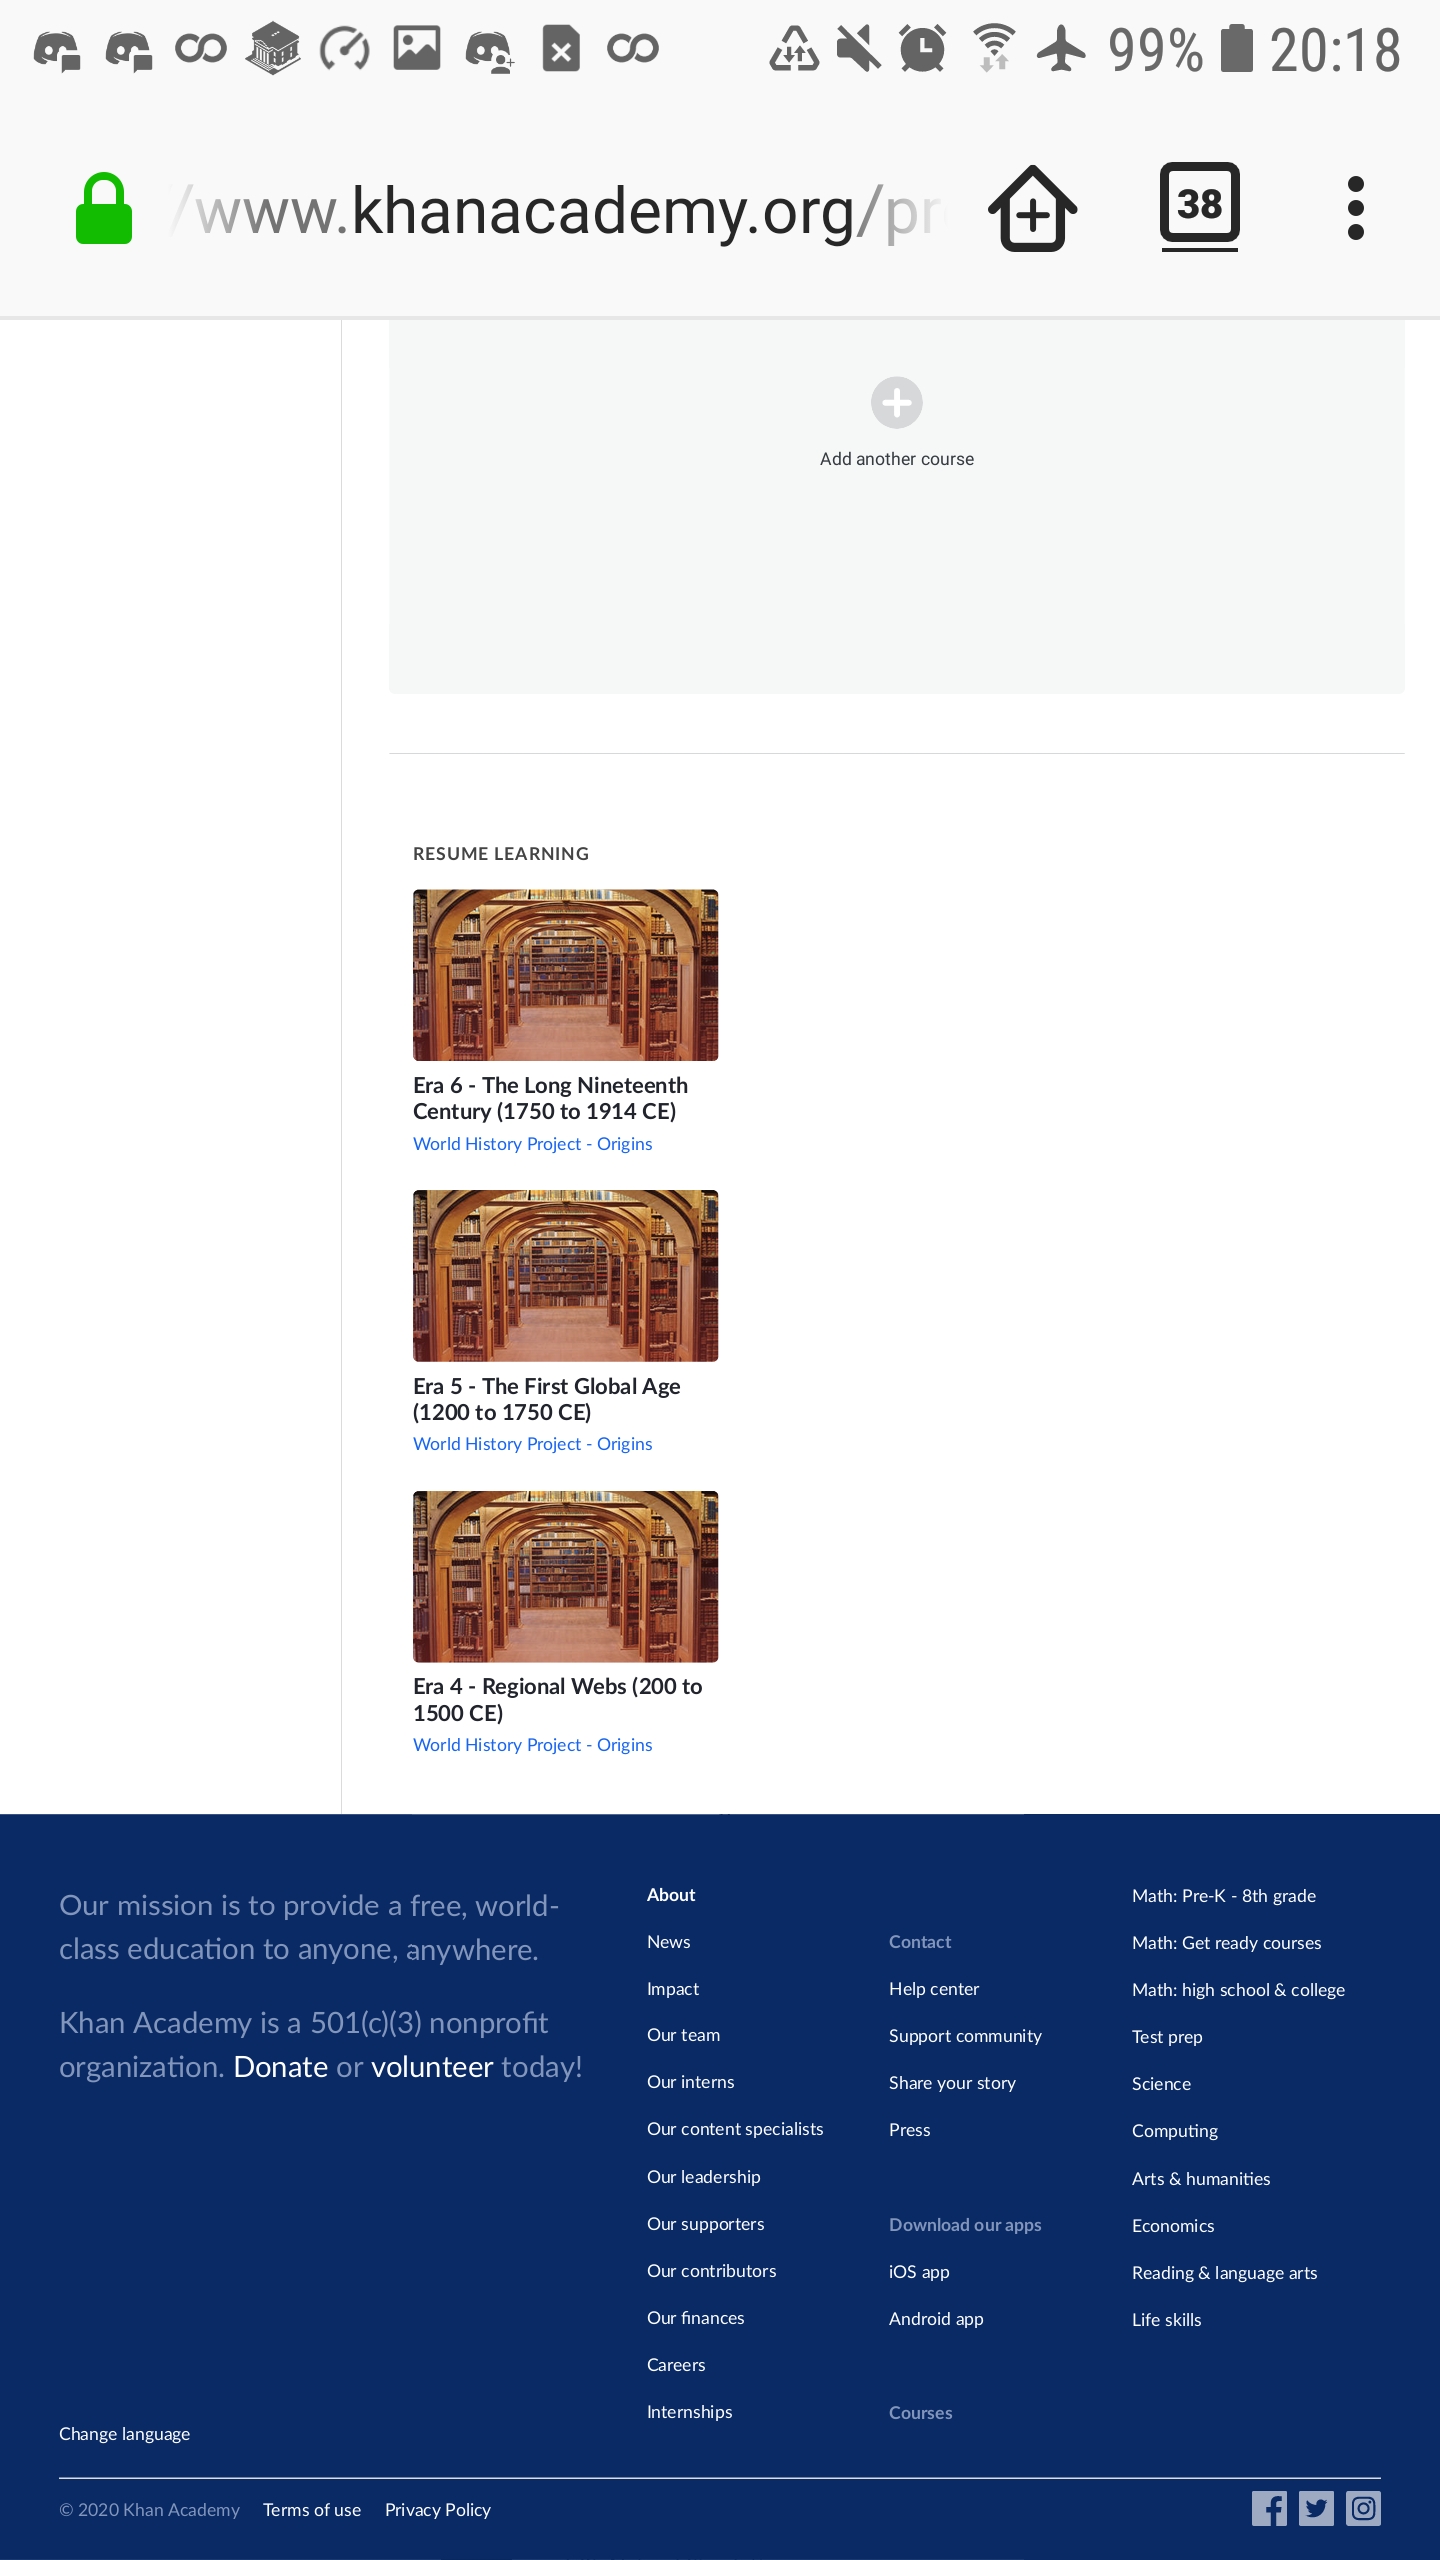 99% 20:18
//www.khanacademy.org/pr
38
Add another course
RESUME LEARNING
Era 6 - The Long Nineteenth
Century (1750 to 1914 CE)
World History Project - Origins
Era 5 - The First Global Age
(1200 to 1750 CE)
World History Project - Origins
Era 4 - Regional Webs (200 to
1500 CE)
World History Project - Origins
Our mission is to provide a free, world-
class education to anyone, anywhere.
Khan Academy is a 501(c)(3) nonprofit
organization. Donate or volunteer today!
Change language
About
News
Impact
Our team
Our interns
Our content specialists
Our leadership
Our supporters
Our contributors
Our finances
Careers
Internships
Contact
Help center
Support community
Share your story
Press
Download our apps
iOS app
Android app
Courses
Math: Pre-K - 8th grade
Math: Get ready courses
Math: high school & college
Test prep
Science
Computing
Arts & humanities
Economics
Reading & language arts
Life skills
© 2020 Khan Academy Terms of use Privacy Policy